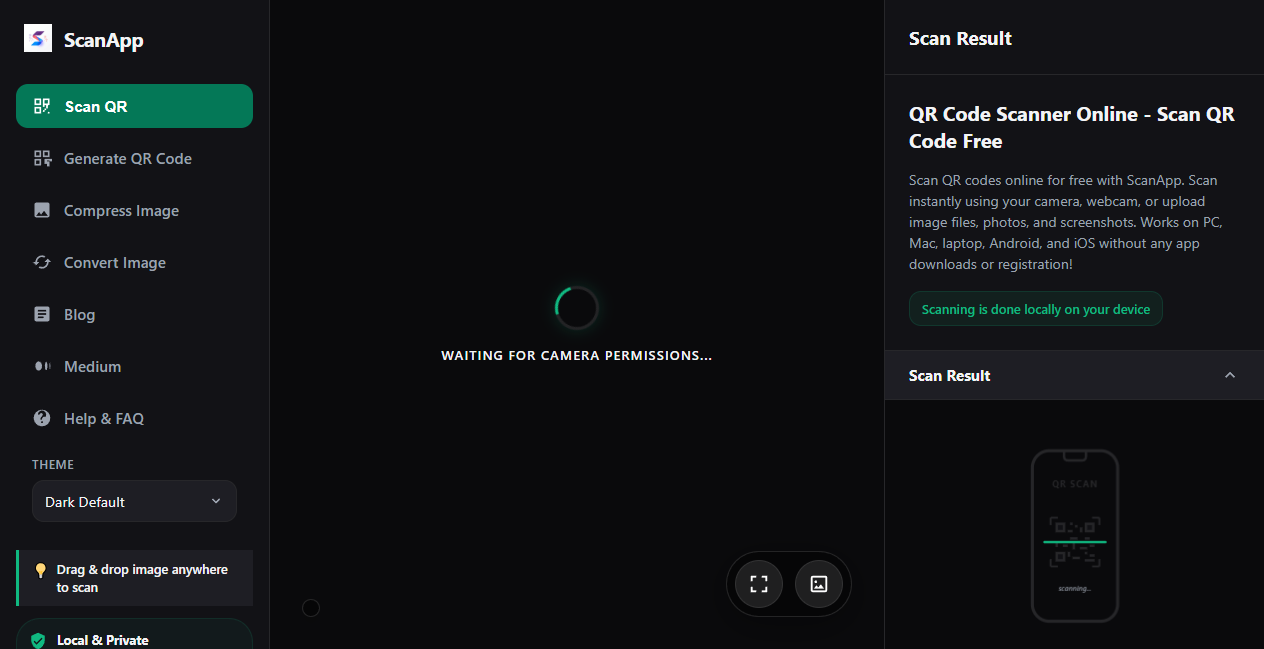 ScanApp
Scan QR
Generate QR Code
Compress Image
Convert Image
Blog
Medium
Help & FAQ
THEME
Dark Default
Drag & drop image anywhere
to scan
Local & Private
WAITING FOR CAMERA PERMISSIONS...
Scan Result
QR Code Scanner Online - Scan QR
Code Free
Scan QR codes online for free with ScanApp. Scan
instantly using your camera, webcam, or upload
image files, photos, and screenshots. Works on PC,
Mac, laptop, Android, and iOS without any app
downloads or registration!
Scanning is done locally on your device
Scan Result
QR SCAN
scanning...